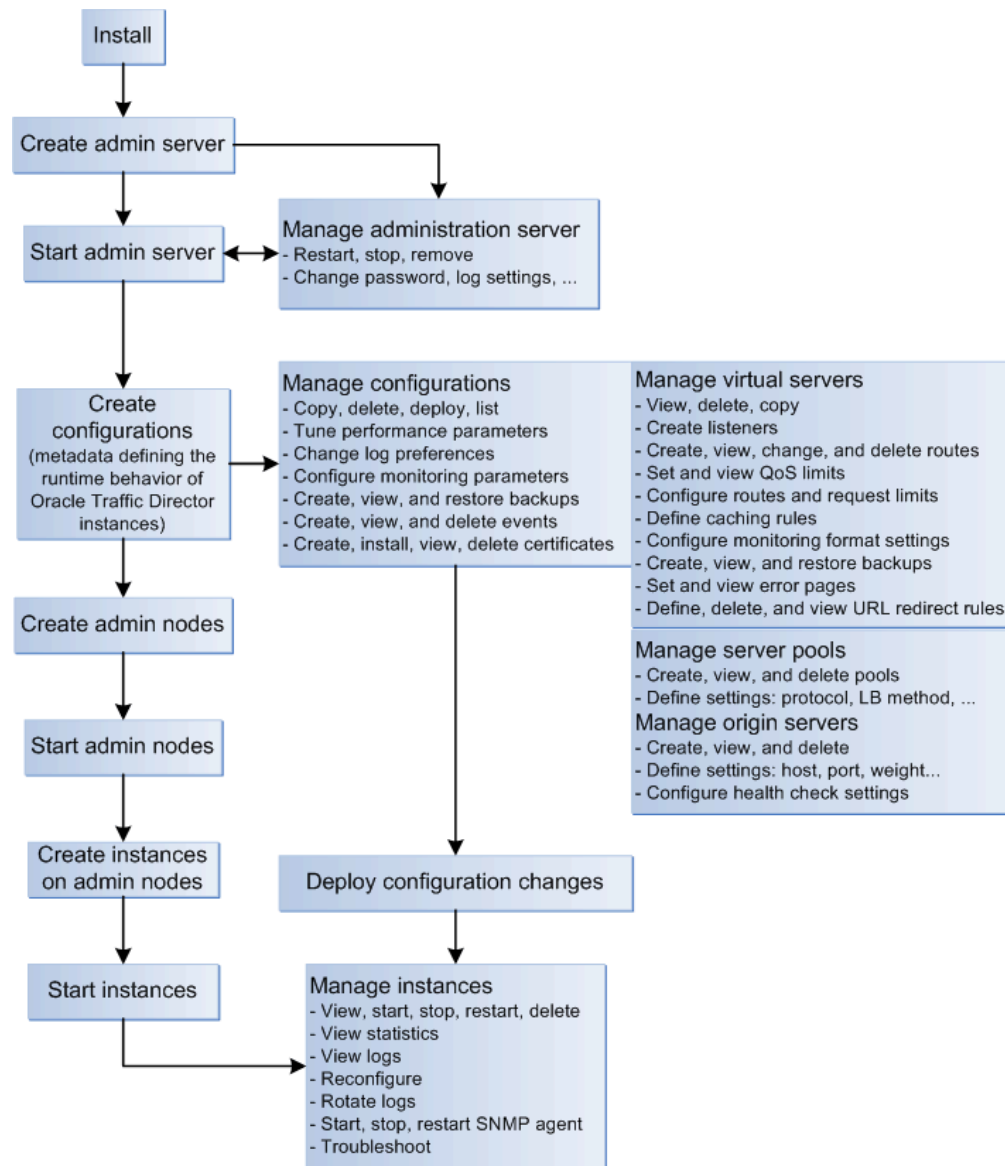 Install
Create admin server
Start admin server
Manage administration server
- Restart, stop, remove
- Change password, log settings, ...
Create
configurations
(metadata defining the
runtime behavior of
Oracle Traffic Director
instances)
Manage configurations
- Copy, delete, deploy, list
- Tune performance parameters
- Change log preferences
- Configure monitoring parameters
- Create, view, and restore backups
- Create, view, and delete events
- Create, install, view, delete certificates
Manage virtual servers
- View, delete, copy
- Create listeners
- Create, view, change, and delete routes
- Set and view QoS limits
- Configure routes and request limits
- Define caching rules
- Configure monitoring format settings
- Create, view, and restore backups
- Set and view error pages
- Define, delete, and view URL redirect rules
Manage server pools
- Create, view, and delete pools
- Define settings: protocol, LB method, ...
Manage origin servers
- Create, view, and delete
- Define settings: host, port, weight...
- Configure health check settings
Create admin nodes
Start admin nodes
Create instances
on admin nodes
Deploy configuration changes
Start instances
Manage instances
- View, start, stop, restart, delete
- View statistics
- View logs
- Reconfigure
- Rotate logs
- Start, stop, restart SNMP agent
- Troubleshoot